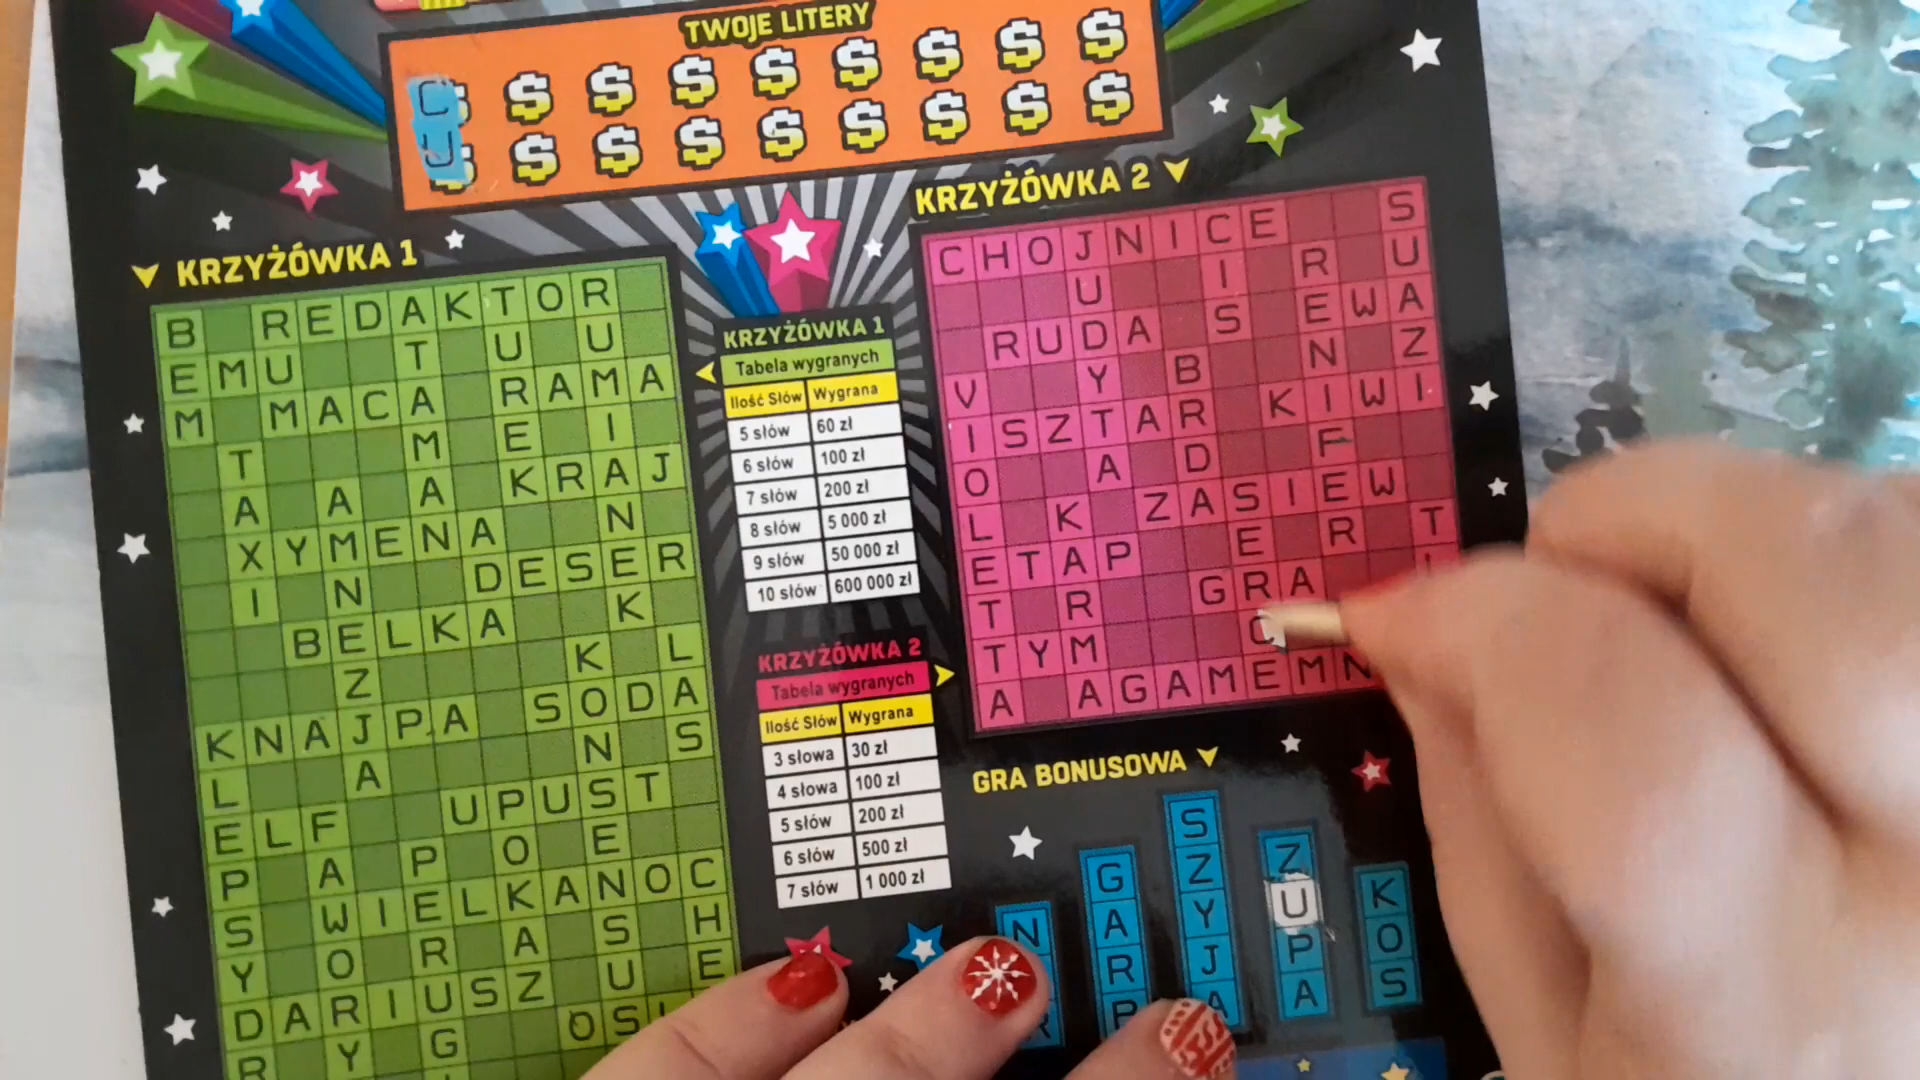 TWOJE LITERY
C
U
KRZYŻÓWKA 1
KRZYŻÓWKA 2
B REDAKTOR
EMU T U U
M MACA RAMA
T M E I
A A A KRAJ
XYMENA N
I N DESER
BELKA K
Z K L
KNAJPA SODA
L A N S
ELF UPUST
P A P O E
S WIELKANOC
Y O R A S H
DARIUSZ U E
R Y G
CHOJNICE S
U I R U
RUDA S EWA
V Y B N Z
ISZTAR KIWI
O A D F
L K ZASIEW
ETAP E R T
T R GRA
TYM C
A AGAMEMN
KRZYŻÓWKA 1
Tabela wygranych
Ilość Słów Wygrana
5 słów 60 zł
6 słów 100 zł
7 słów 200 zł
8 słów 5 000 zł
9 słów 50 000 zł
10 słów 600 000 zł
KRZYŻÓWKA 2
Tabela wygranych
Ilość Słów Wygrana
3 słowa 30 zł
4 słowa 100 zł
5 słów 200 zł
6 słów 500 zł
7 słów 1 000 zł
GRA BONUSOWA
GARP
SZYJA
ZUPA
KOS